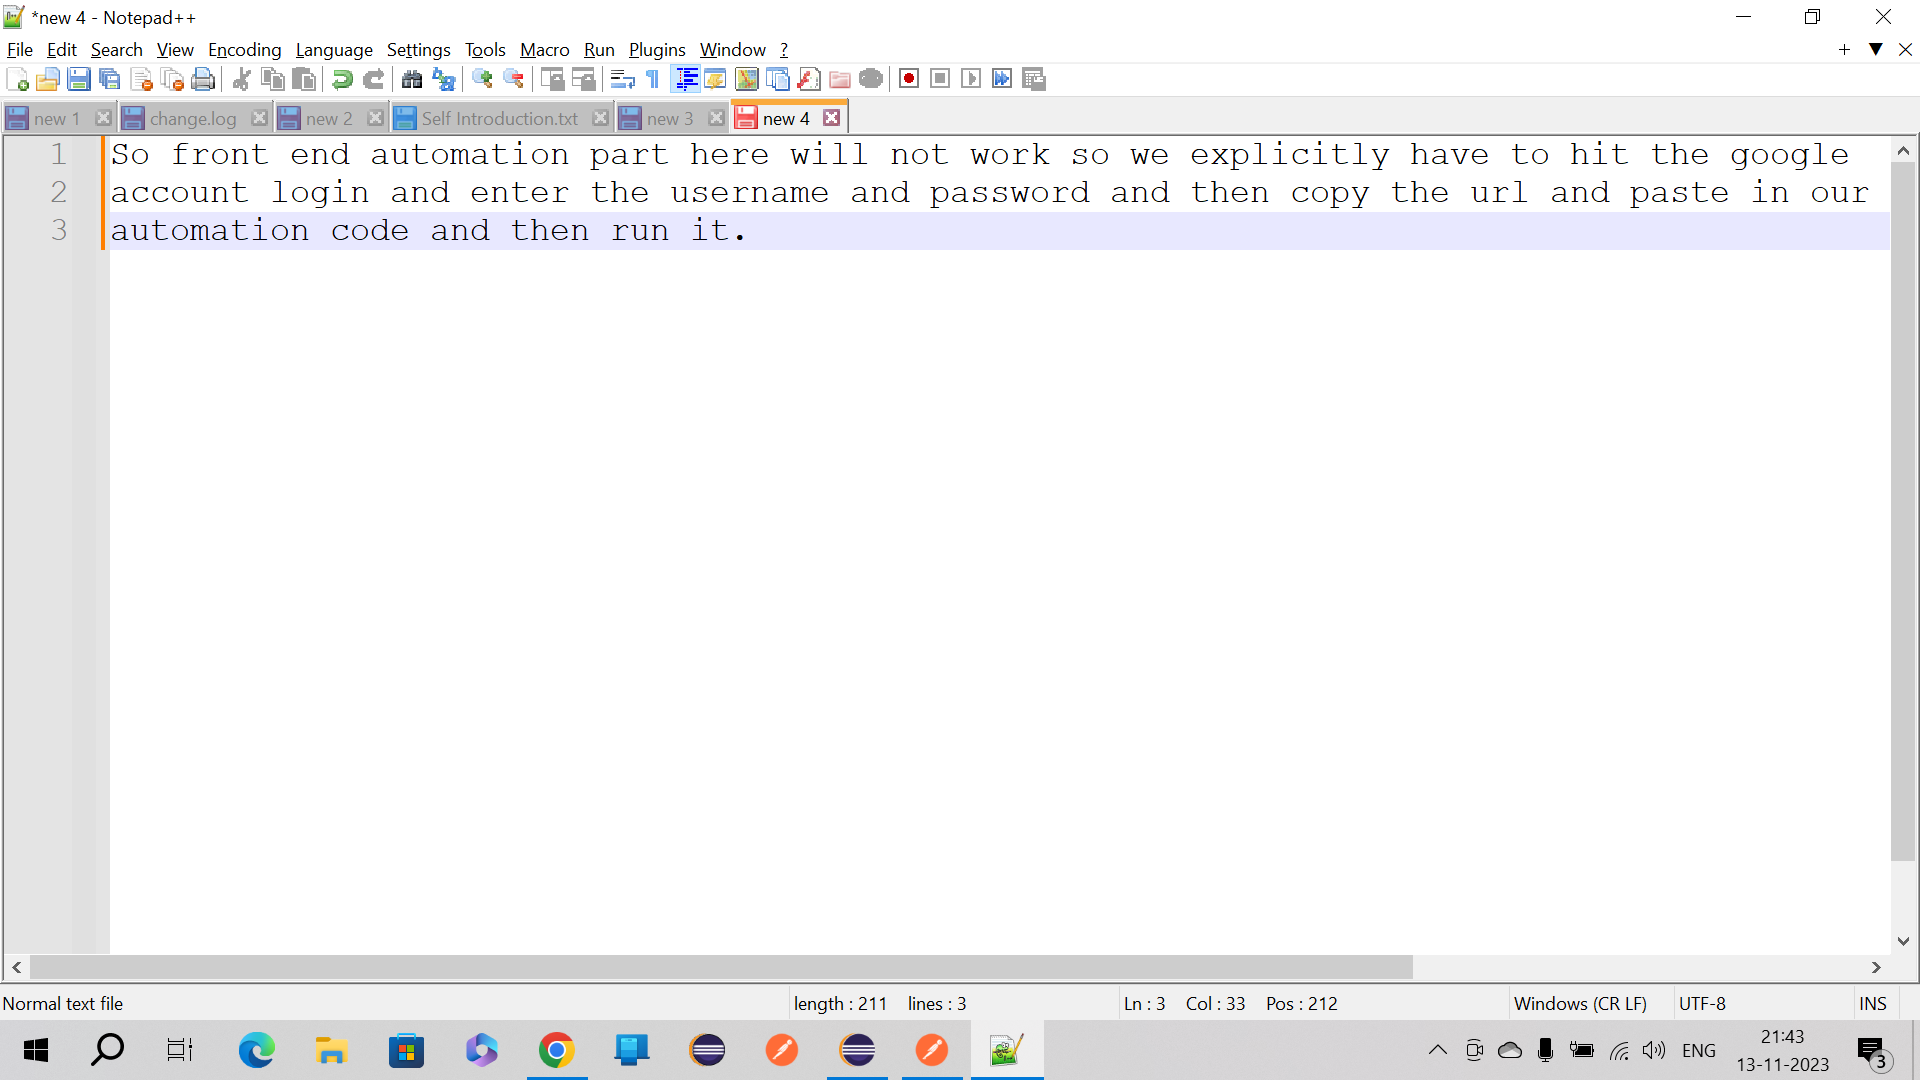 *new 4 - Notepad++
File Edit Search View Encoding Language Settings Tools Macro Run Plugins Window ?
new 1 change.log new 2 Self Introduction.txt new 3 new 4
1 So front end automation part here will not work so we explicitly have to hit the google
2 account login and enter the username and password and then copy the url and paste in our
3 automation code and then run it.
Normal text file length : 211 lines : 3 Ln : 3 Col : 33 Pos : 212 Windows (CR LF) UTF-8 INS
ENG 21:43
13-11-2023 3